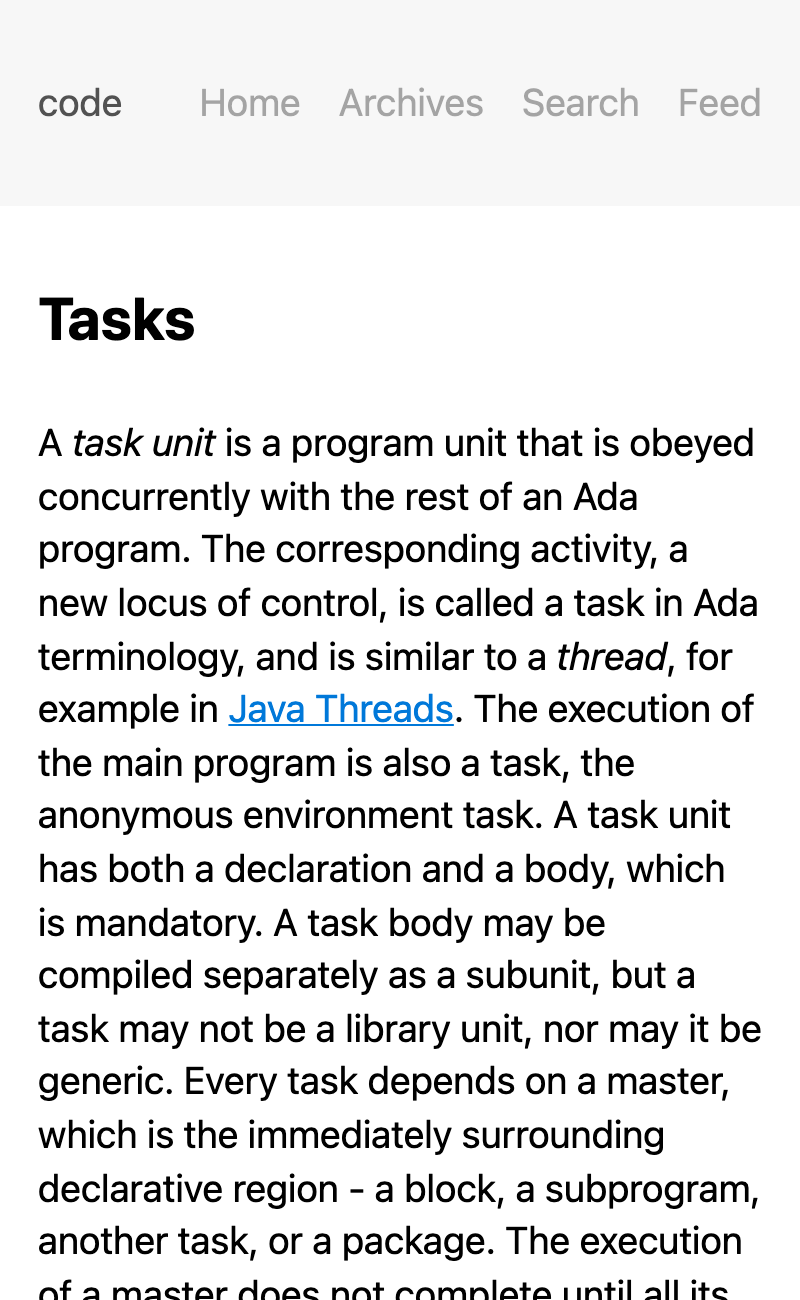 code Home Archives Search Feed
Tasks
A task unit is a program unit that is obeyed
concurrently with the rest of an Ada
program. The corresponding activity, a
new locus of control, is called a task in Ada
terminology, and is similar to a thread, for
example in Java Threads. The execution of
the main program is also a task, the
anonymous environment task. A task unit
has both a declaration and a body, which
is mandatory. A task body may be
compiled separately as a subunit, but a
task may not be a library unit, nor may it be
generic. Every task depends on a master,
which is the immediately surrounding
declarative region - a block, a subprogram,
another task, or a package. The execution
of a master does not complete until all its